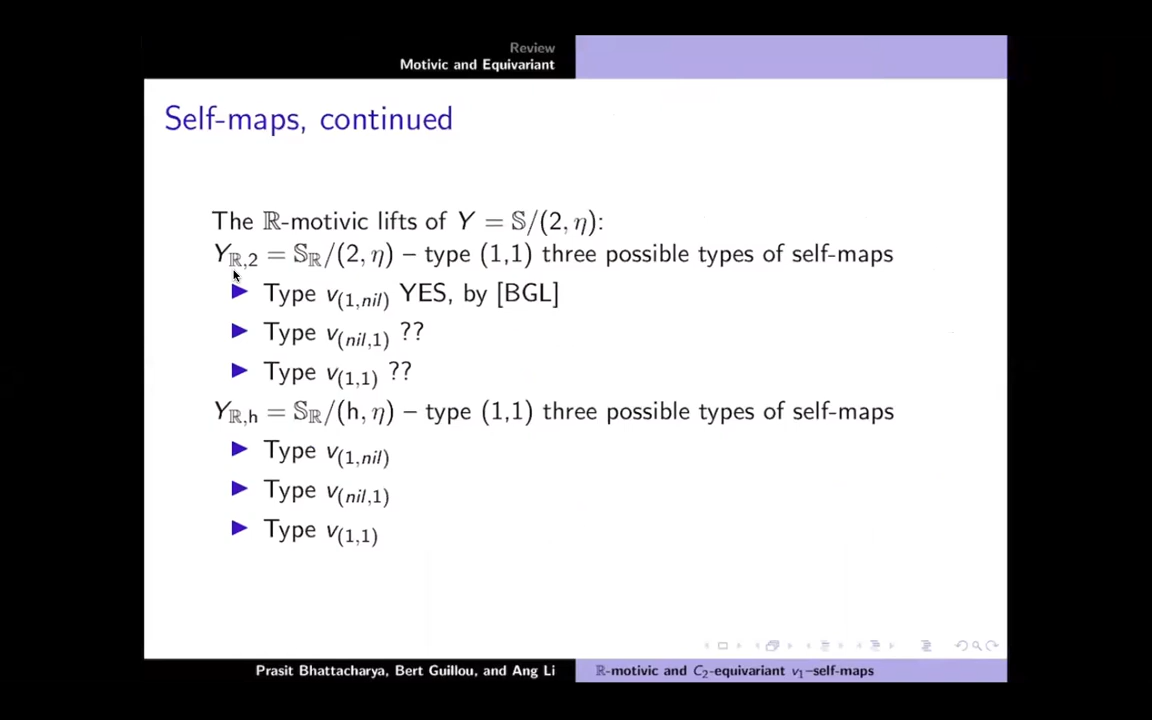 Review
Motivic and Equivariant
Self-maps, continued
The ℝ-motivic lifts of Y = 𝕊/(2, η):
Y_{ℝ,2} = 𝕊_ℝ/(2, η) – type (1,1) three possible types of self-maps
▶ Type v_{(1,nil)} YES, by [BGL]
▶ Type v_{(nil,1)} ??
▶ Type v_{(1,1)} ??
Y_{ℝ,h} = 𝕊_ℝ/(h, η) – type (1,1) three possible types of self-maps
▶ Type v_{(1,nil)}
▶ Type v_{(nil,1)}
▶ Type v_{(1,1)}
Prasit Bhattacharya, Bert Guillou, and Ang Li
ℝ-motivic and C₂-equivariant v₁–self-maps